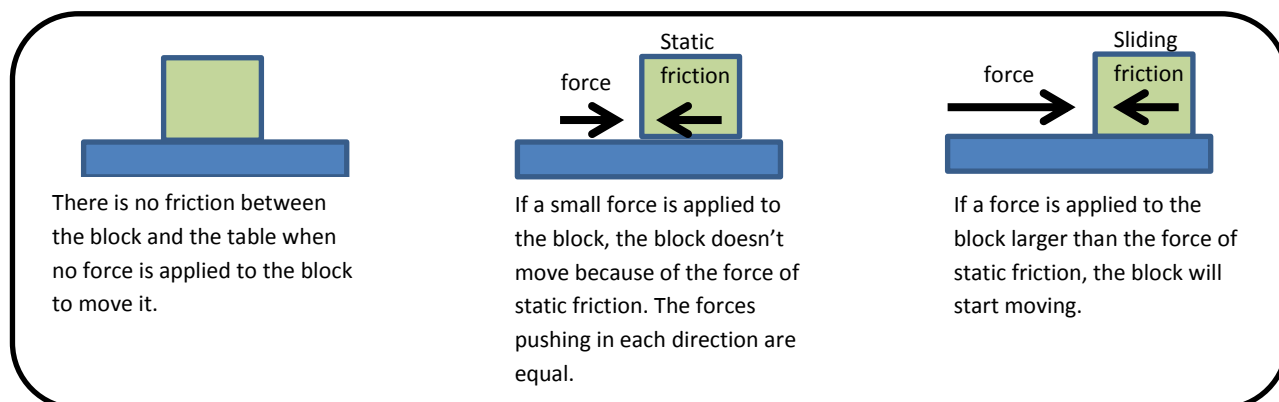 There is no friction between
the block and the table when
no force is applied to the block
to move it.
Static
friction
force
If a small force is applied to
the block, the block doesn’t
move because of the force of
static friction. The forces
pushing in each direction are
equal.
Sliding
friction
force
If a force is applied to the
block larger than the force of
static friction, the block will
start moving.